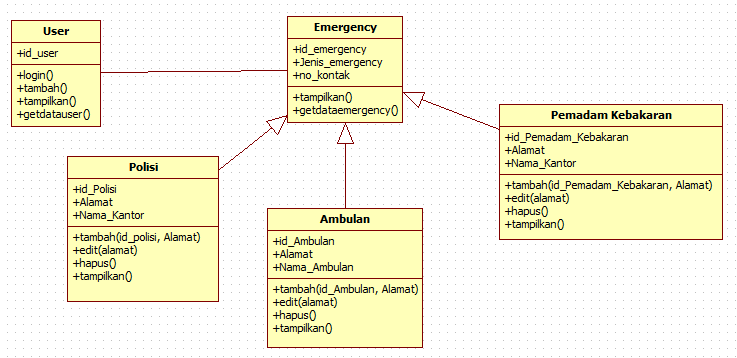 User
+id_user
+login()
+tambah()
+tampilkan()
+getdatauser()
Emergency
+id_emergency
+Jenis_emergency
+no_kontak
+tampilkan()
+getdataemergency()
Pemadam Kebakaran
+id_Pemadam_Kebakaran
+Alamat
+Nama_Kantor
+tambah(id_Pemadam_Kebakaran, Alamat)
+edit(alamat)
+hapus()
+tampilkan()
Polisi
+id_Polisi
+Alamat
+Nama_Kantor
+tambah(id_polisi, Alamat)
+edit(alamat)
+hapus()
+tampilkan()
Ambulan
+id_Ambulan
+Alamat
+Nama_Ambulan
+tambah(id_Ambulan, Alamat)
+edit(alamat)
+hapus()
+tampilkan()